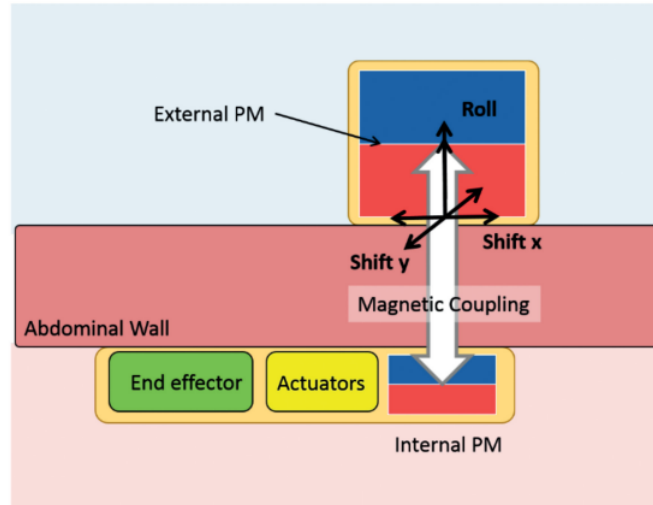 Roll
External PM
Shift x
Shift y
Magnetic Coupling
Abdominal Wall
End effector
Actuators
Internal PM